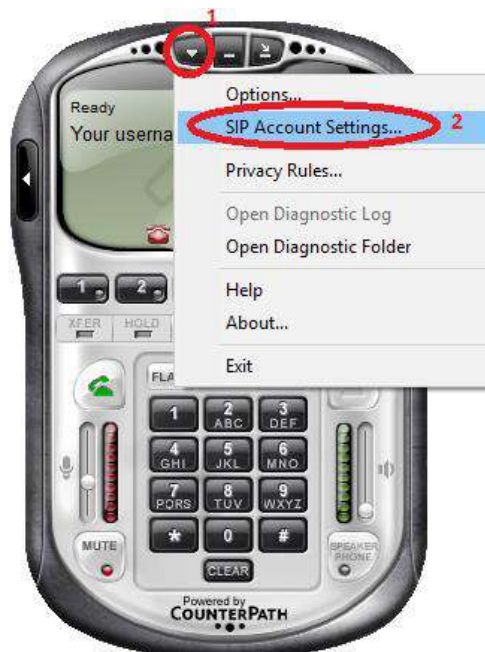 1
Ready
Your userna
Options...
SIP Account Settings...
2
Privacy Rules...
Open Diagnostic Log
Open Diagnostic Folder
Help
About...
Exit
1 2
XFER HOLD
FLA
1 2 ABC 3 DEF
4 GHI 5 JKL 6 MNO
7 PQRS 8 TUV 9 WXYZ
* 0 #
MUTE
SPEAKER
PHONE
CLEAR
Powered by
COUNTERPATH